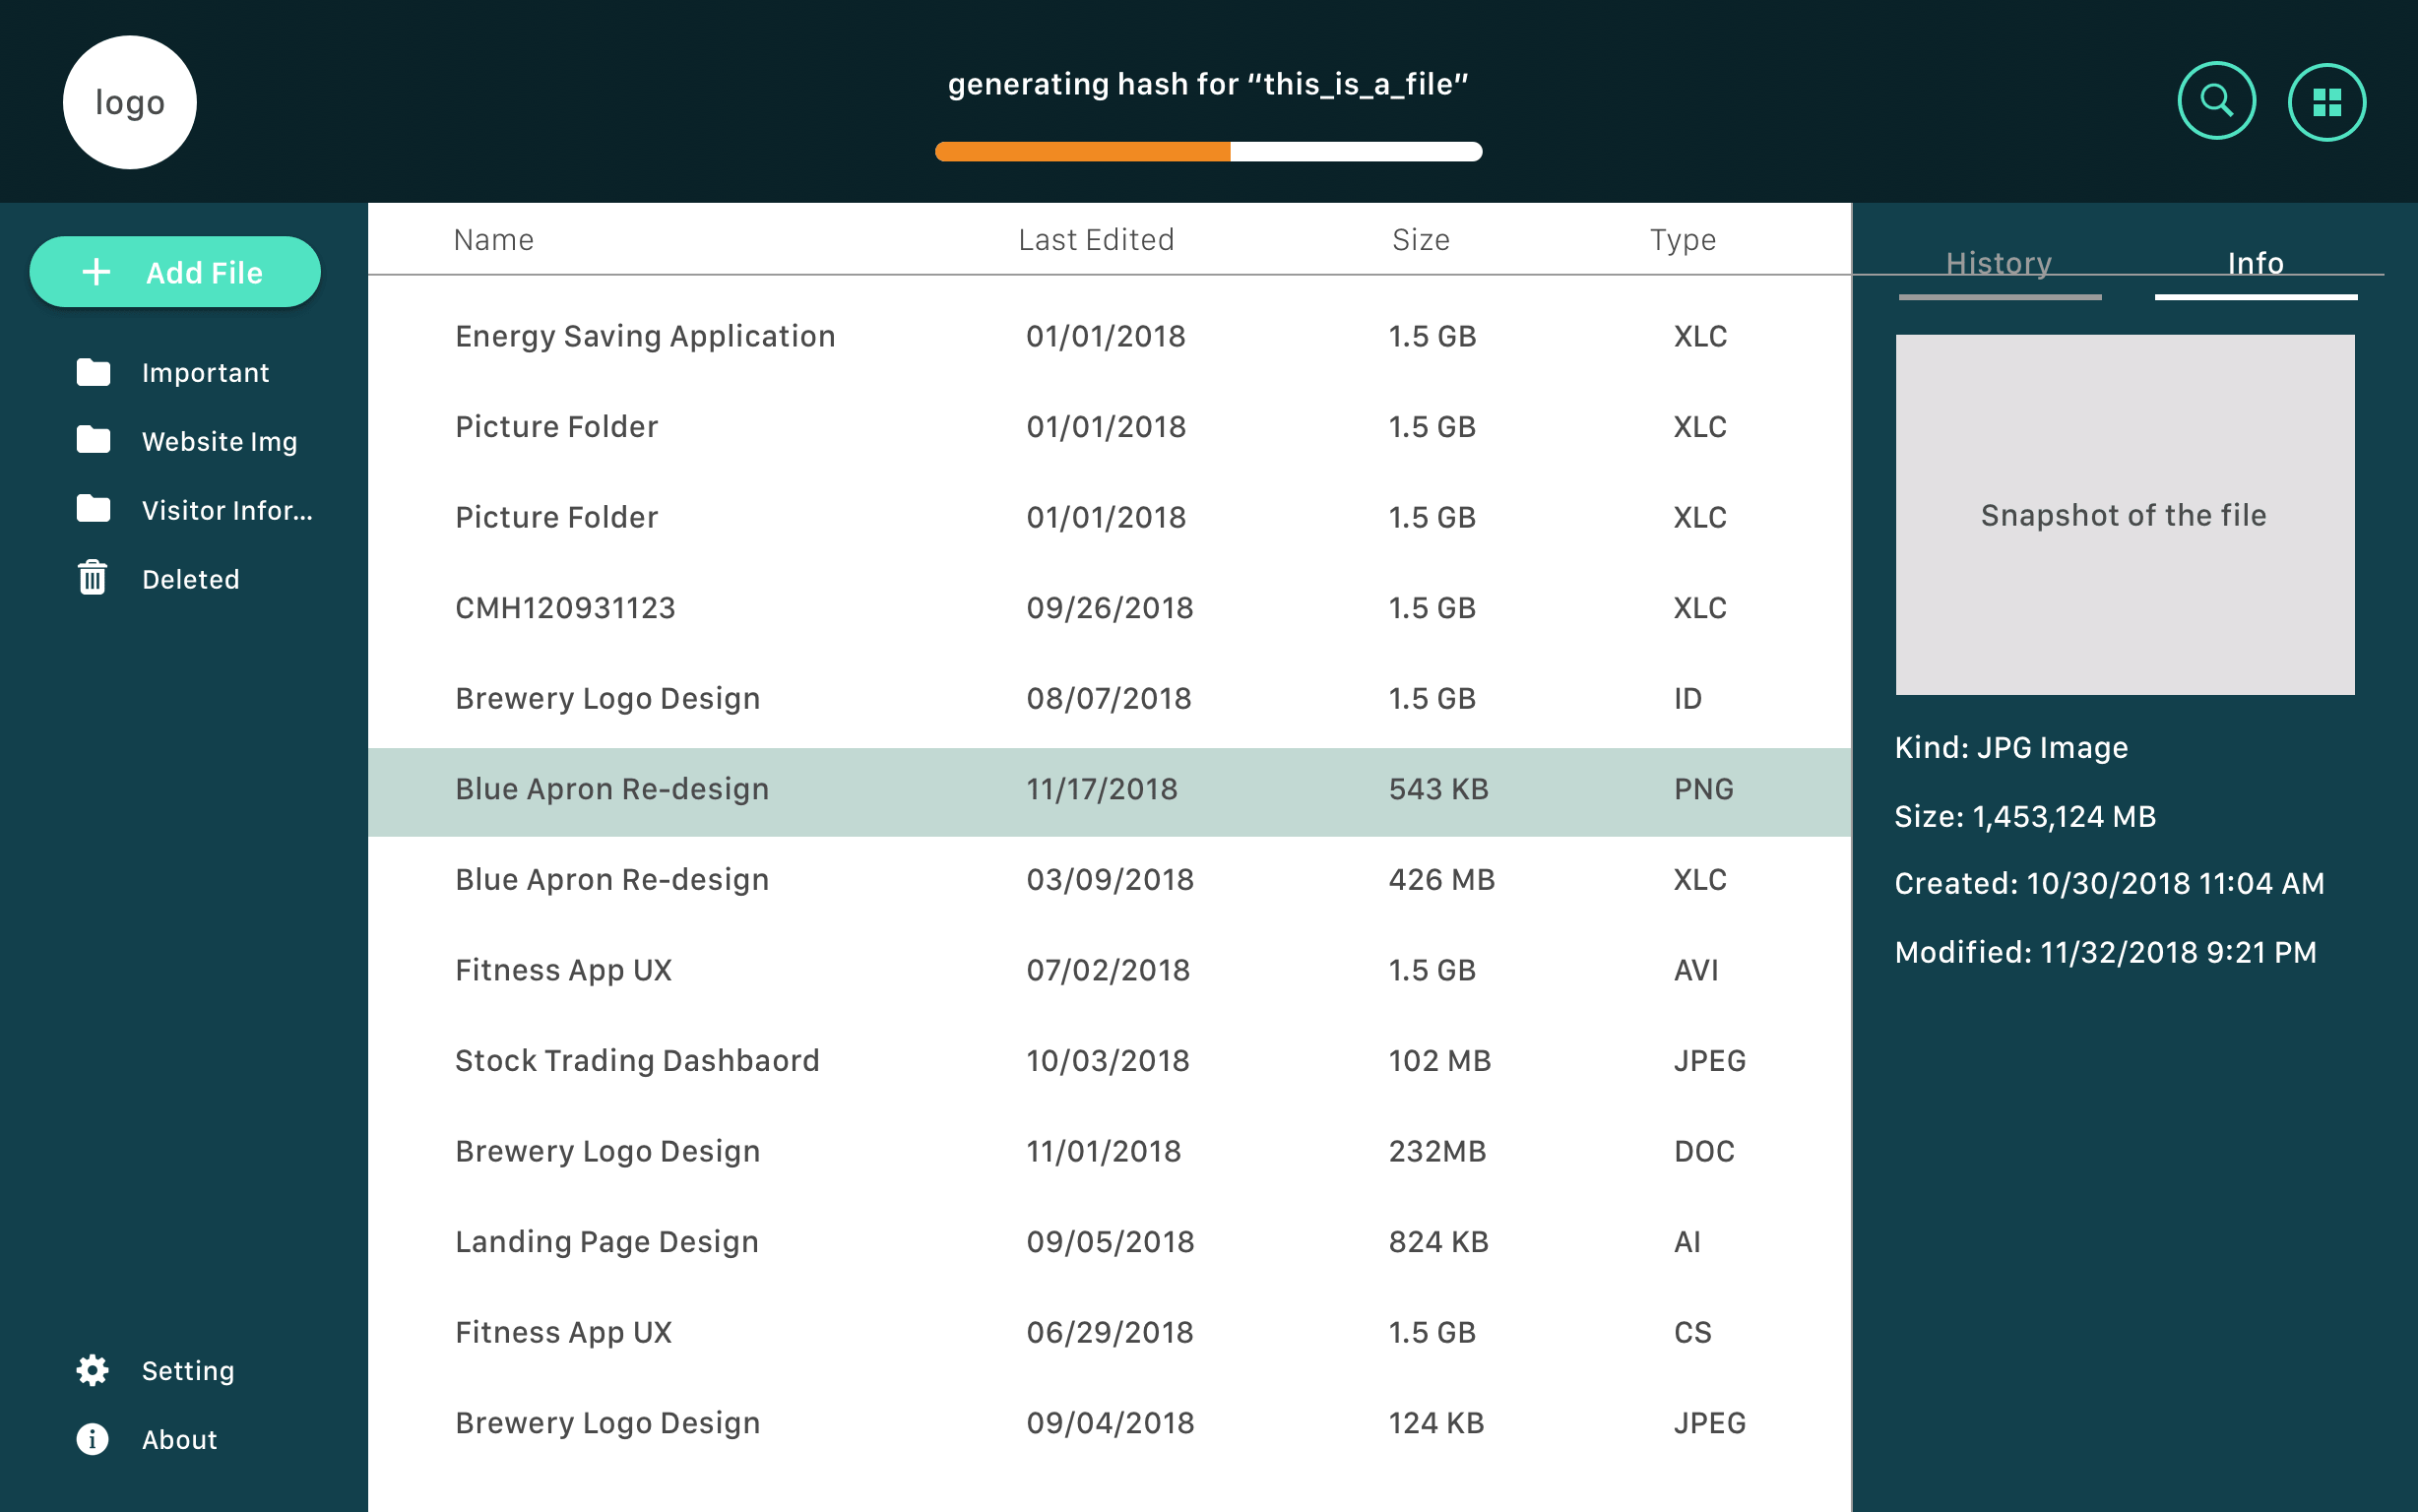 logo
generating hash for “this_is_a_file”
Add File
Important
Website Img
Visitor Infor...
Deleted
Setting
About
Name Last Edited Size Type
Energy Saving Application 01/01/2018 1.5 GB XLC
Picture Folder 01/01/2018 1.5 GB XLC
Picture Folder 01/01/2018 1.5 GB XLC
CMH120931123 09/26/2018 1.5 GB XLC
Brewery Logo Design 08/07/2018 1.5 GB ID
Blue Apron Re-design 11/17/2018 543 KB PNG
Blue Apron Re-design 03/09/2018 426 MB XLC
Fitness App UX 07/02/2018 1.5 GB AVI
Stock Trading Dashbaord 10/03/2018 102 MB JPEG
Brewery Logo Design 11/01/2018 232MB DOC
Landing Page Design 09/05/2018 824 KB AI
Fitness App UX 06/29/2018 1.5 GB CS
Brewery Logo Design 09/04/2018 124 KB JPEG
History Info
Snapshot of the file
Kind: JPG Image
Size: 1,453,124 MB
Created: 10/30/2018 11:04 AM
Modified: 11/32/2018 9:21 PM